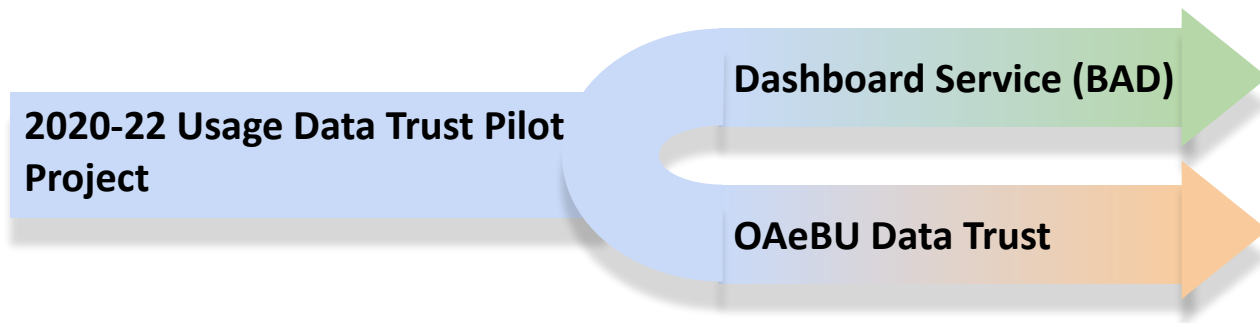 2020-22 Usage Data Trust Pilot
Project
Dashboard Service (BAD)
OAeBU Data Trust